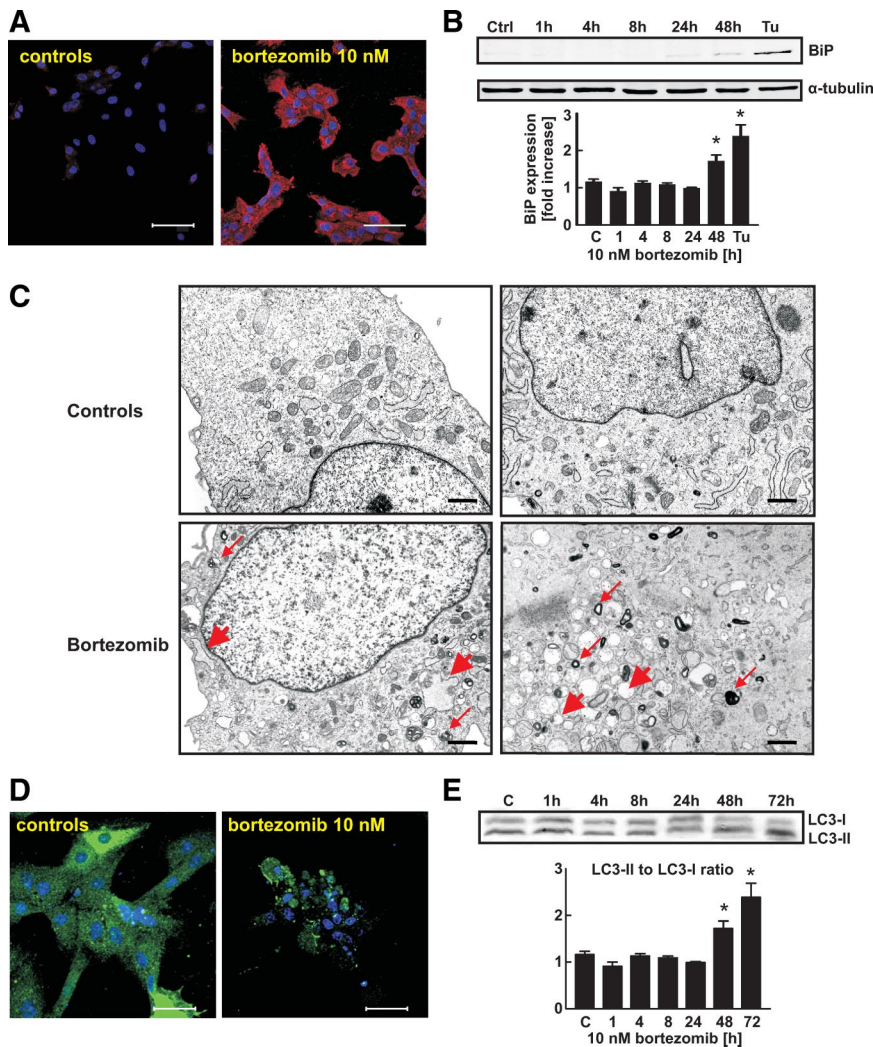 A
controls
bortezomib 10 nM
B
Ctrl 1h 4h 8h 24h 48h Tu
BiP
α-tubulin
BiP expression
[fold increase]
3
2
1
0
*
*
C 1 4 8 24 48 Tu
10 nM bortezomib [h]
C
Controls
Bortezomib
D
controls
bortezomib 10 nM
E
C 1h 4h 8h 24h 48h 72h
LC3-I
LC3-II
LC3-II to LC3-I ratio
3
2
1
0
*
*
C 1 4 8 24 48 72
10 nM bortezomib [h]